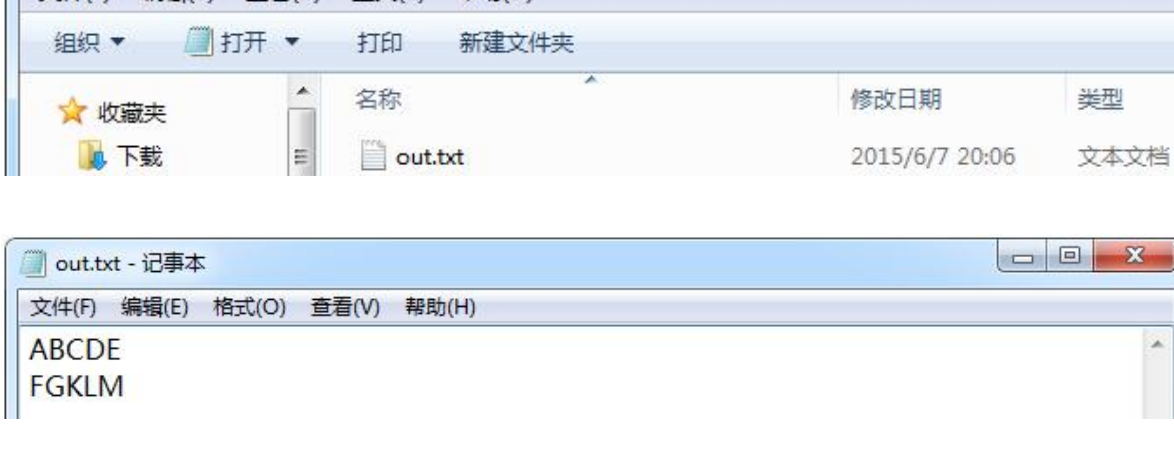 组织 打开 打印 新建文件夹
收藏夹 名称 修改日期 类型
下载 out.txt 2015/6/7 20:06 文本文档
out.txt - 记事本
文件(F) 编辑(E) 格式(O) 查看(V) 帮助(H)
ABCDE
FGKLM